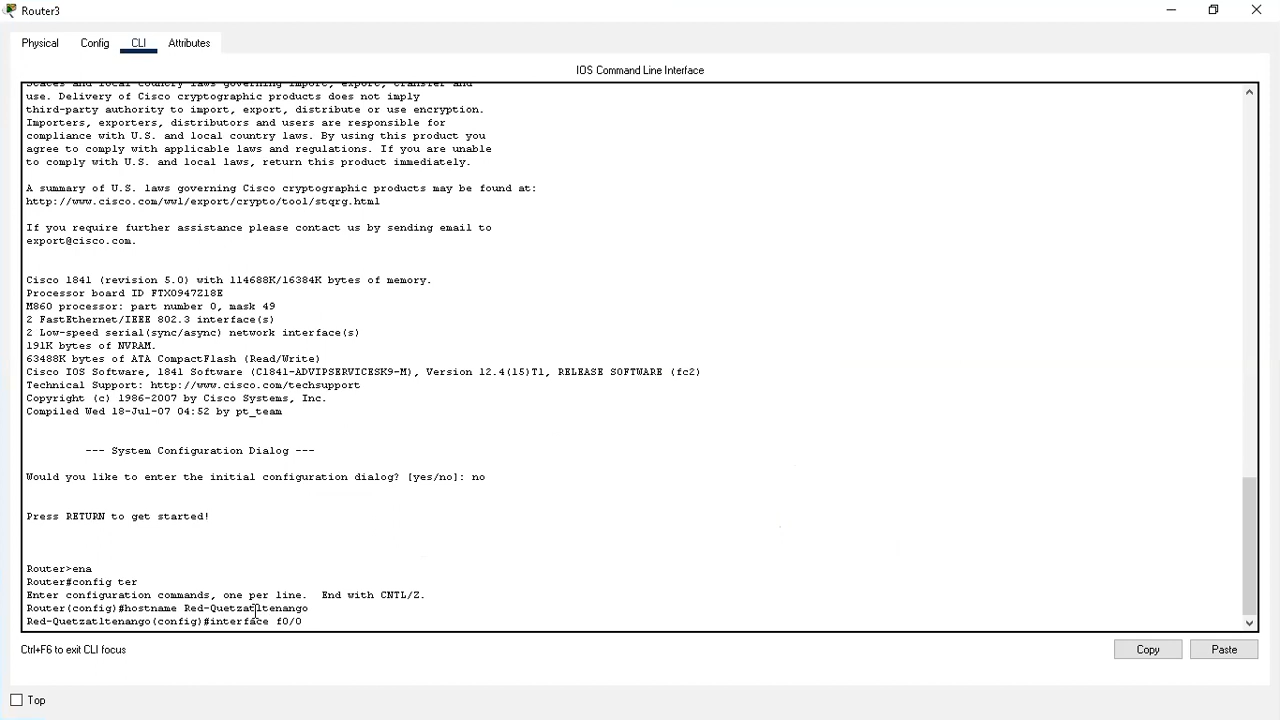 Router3
Physical Config CLI Attributes
IOS Command Line Interface
States and local country laws governing import, export, transfer and
use. Delivery of Cisco cryptographic products does not imply
third-party authority to import, export, distribute or use encryption.
Importers, exporters, distributors and users are responsible for
compliance with U.S. and local country laws. By using this product you
agree to comply with applicable laws and regulations. If you are unable
to comply with U.S. and local laws, return this product immediately.
A summary of U.S. laws governing Cisco cryptographic products may be found at:
http://www.cisco.com/wwl/export/crypto/tool/stqrg.html
If you require further assistance please contact us by sending email to
export@cisco.com.
Cisco 1841 (revision 5.0) with 114688K/16384K bytes of memory.
Processor board ID FTX0947Z18E
M860 processor: part number 0, mask 49
2 FastEthernet/IEEE 802.3 interface(s)
2 Low-speed serial(sync/async) network interface(s)
191K bytes of NVRAM.
63488K bytes of ATA CompactFlash (Read/Write)
Cisco IOS Software, 1841 Software (C1841-ADVIPSERVICESK9-M), Version 12.4(15)T1, RELEASE SOFTWARE (fc2)
Technical Support: http://www.cisco.com/techsupport
Copyright (c) 1986-2007 by Cisco Systems, Inc.
Compiled Wed 18-Jul-07 04:52 by pt_team
--- System Configuration Dialog ---
Would you like to enter the initial configuration dialog? [yes/no]: no
Press RETURN to get started!
Router>ena
Router#config ter
Enter configuration commands, one per line. End with CNTL/Z.
Router(config)#hostname Red-Quetzatltenango
Red-Quetzatltenango(config)#interface f0/0
Ctrl+F6 to exit CLI focus
Copy Paste
Top